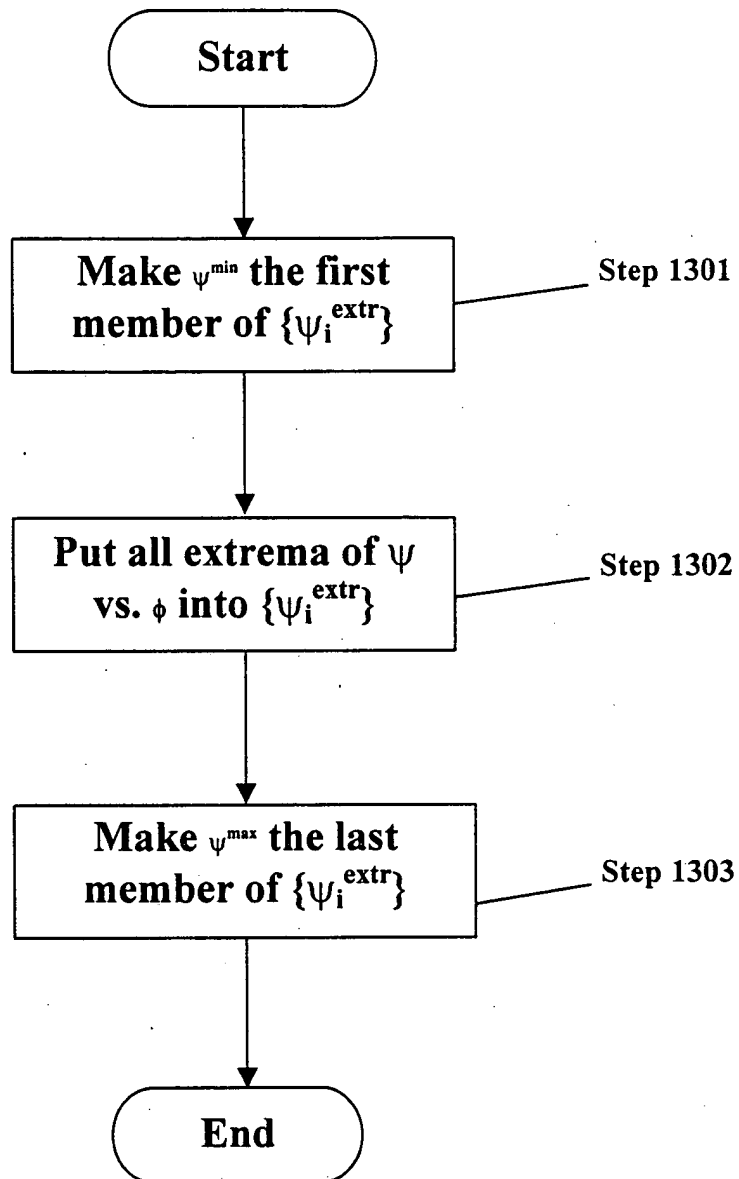 Start
Make ψ^min the first
member of {ψ_i^extr}
Step 1301
Put all extrema of ψ
vs. ϕ into {ψ_i^extr}
Step 1302
Make ψ^max the last
member of {ψ_i^extr}
Step 1303
End